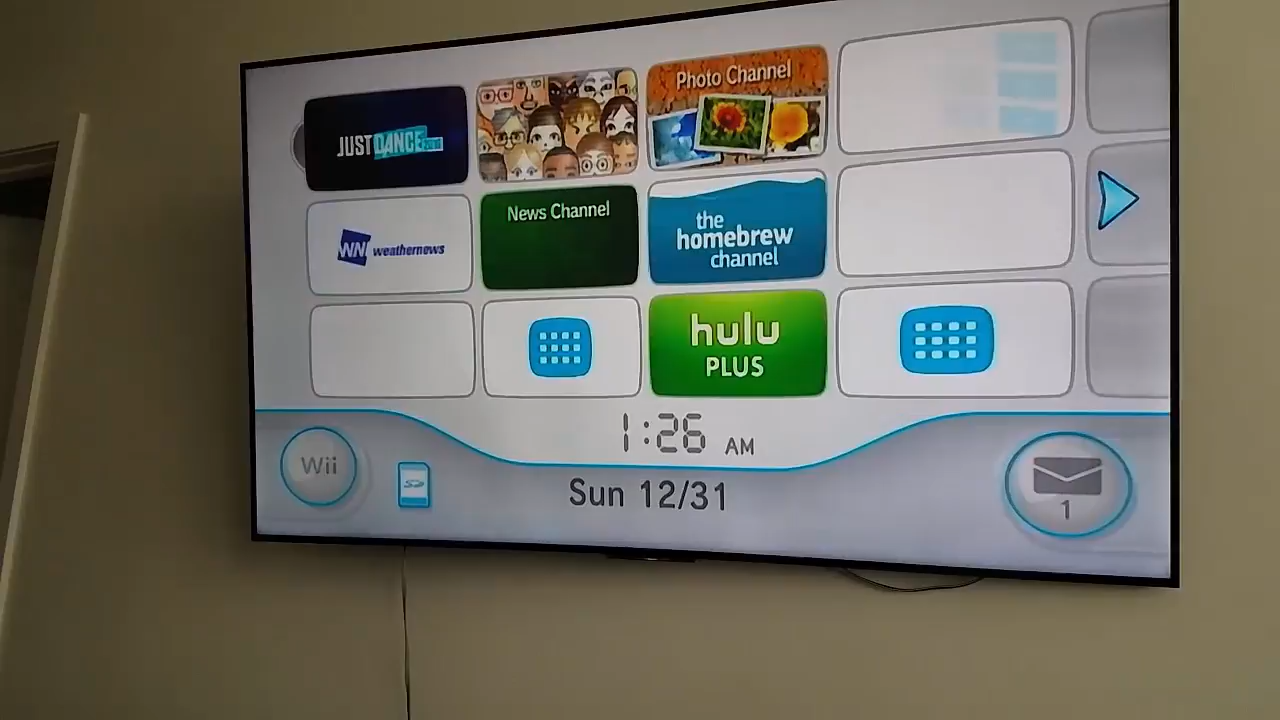 JUST DANCE
Photo Channel
WN weathernews
News Channel
the
homebrew
channel
hulu
PLUS
1:26 AM
Wii
Sun 12/31
1